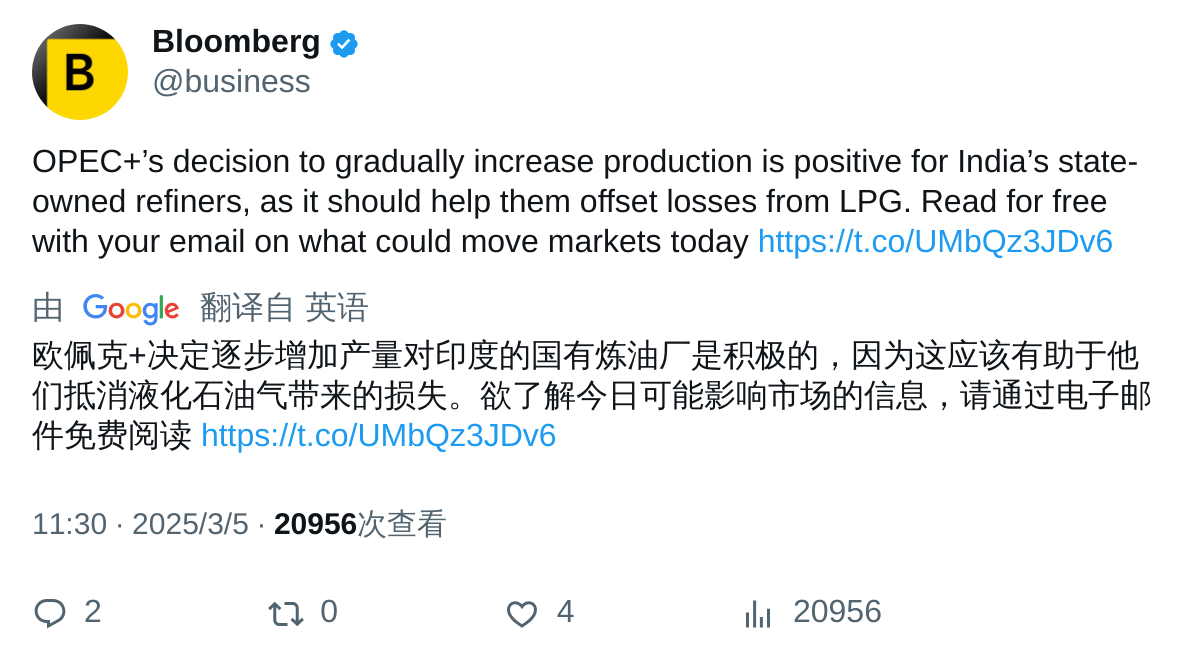 B
Bloomberg
@business
OPEC+’s decision to gradually increase production is positive for India’s state-
owned refiners, as it should help them offset losses from LPG. Read for free
with your email on what could move markets today https://t.co/UMbQz3JDv6
由 Google 翻译自 英语
欧佩克+决定逐步增加产量对印度的国有炼油厂是积极的，因为这应该有助于他
们抵消液化石油气带来的损失。欲了解今日可能影响市场的信息，请通过电子邮
件免费阅读 https://t.co/UMbQz3JDv6
11:30 · 2025/3/5 · 20956次查看
2 0 4 20956